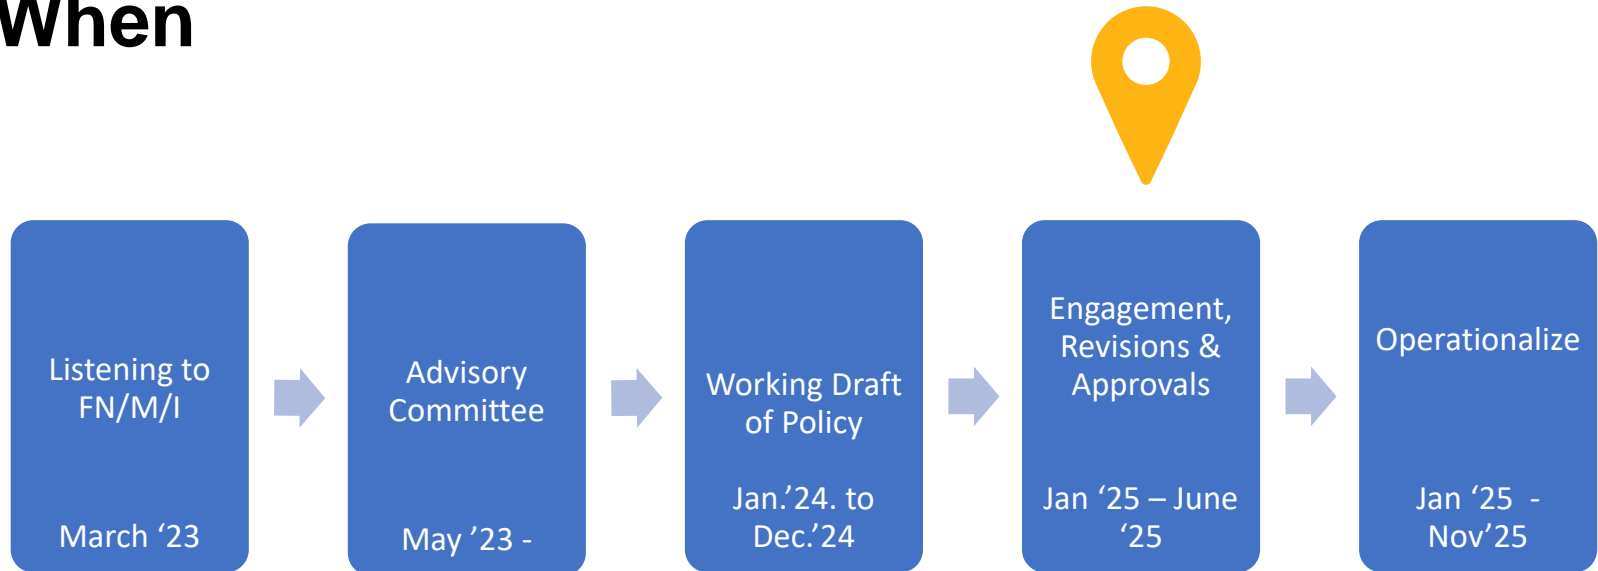 When
Listening to
FN/M/I
March ‘23
Advisory
Committee
May ’23 -
Working Draft
of Policy
Jan.’24. to
Dec.’24
Engagement,
Revisions &
Approvals
Jan ‘25 – June
‘25
Operationalize
Jan ‘25  -
Nov’25